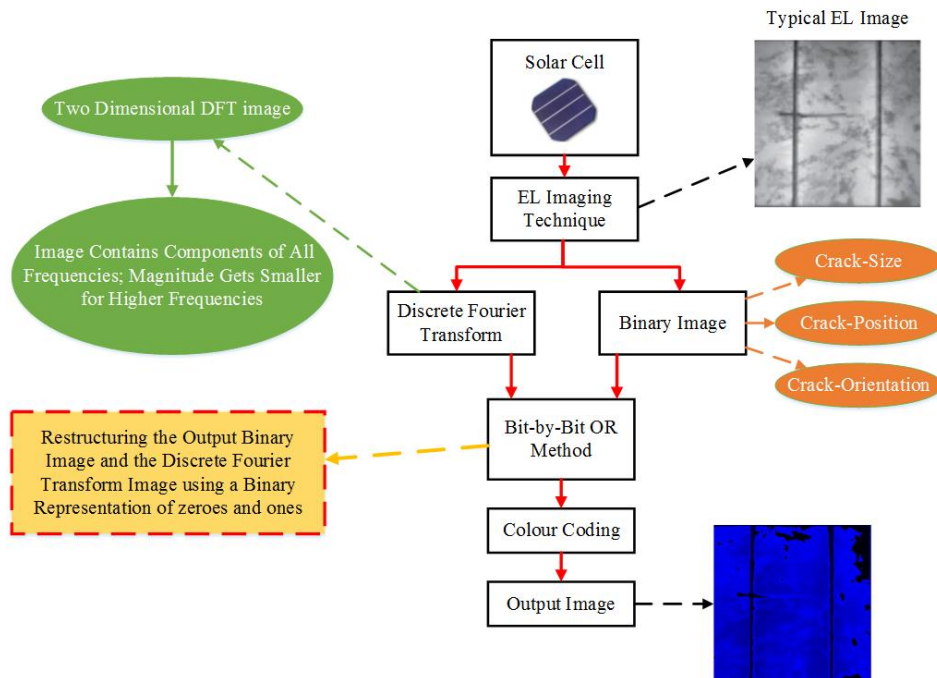 Typical EL Image
Solar Cell
Two Dimensional DFT image
EL Imaging
Technique
Image Contains Components of All
Frequencies; Magnitude Gets Smaller
for Higher Frequencies
Crack-Size
Discrete Fourier
Transform
Binary Image
Crack-Position
Crack-Orientation
Bit-by-Bit OR
Method
Restructuring the Output Binary
Image and the Discrete Fourier
Transform Image using a Binary
Representation of zeroes and ones
Colour Coding
Output Image